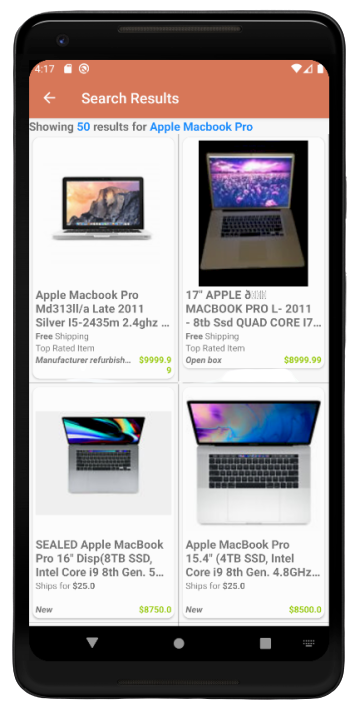 4:17
Search Results
Showing 50 results for Apple Macbook Pro
Apple Macbook Pro
Md313ll/a Late 2011
Silver I5-2435m 2.4ghz ...
Free Shipping
Top Rated Item
Manufacturer refurbish... $9999.9
9
17" APPLE
MACBOOK PRO L- 2011
- 8tb Ssd QUAD CORE I7...
Free Shipping
Top Rated Item
Open box $8999.99
SEALED Apple MacBook
Pro 16" Disp(8TB SSD,
Intel Core i9 8th Gen. 5...
Ships for $25.0
New $8750.0
Apple MacBook Pro
15.4" (4TB SSD, Intel
Core i9 8th Gen. 4.8GHz...
Ships for $25.0
New $8500.0